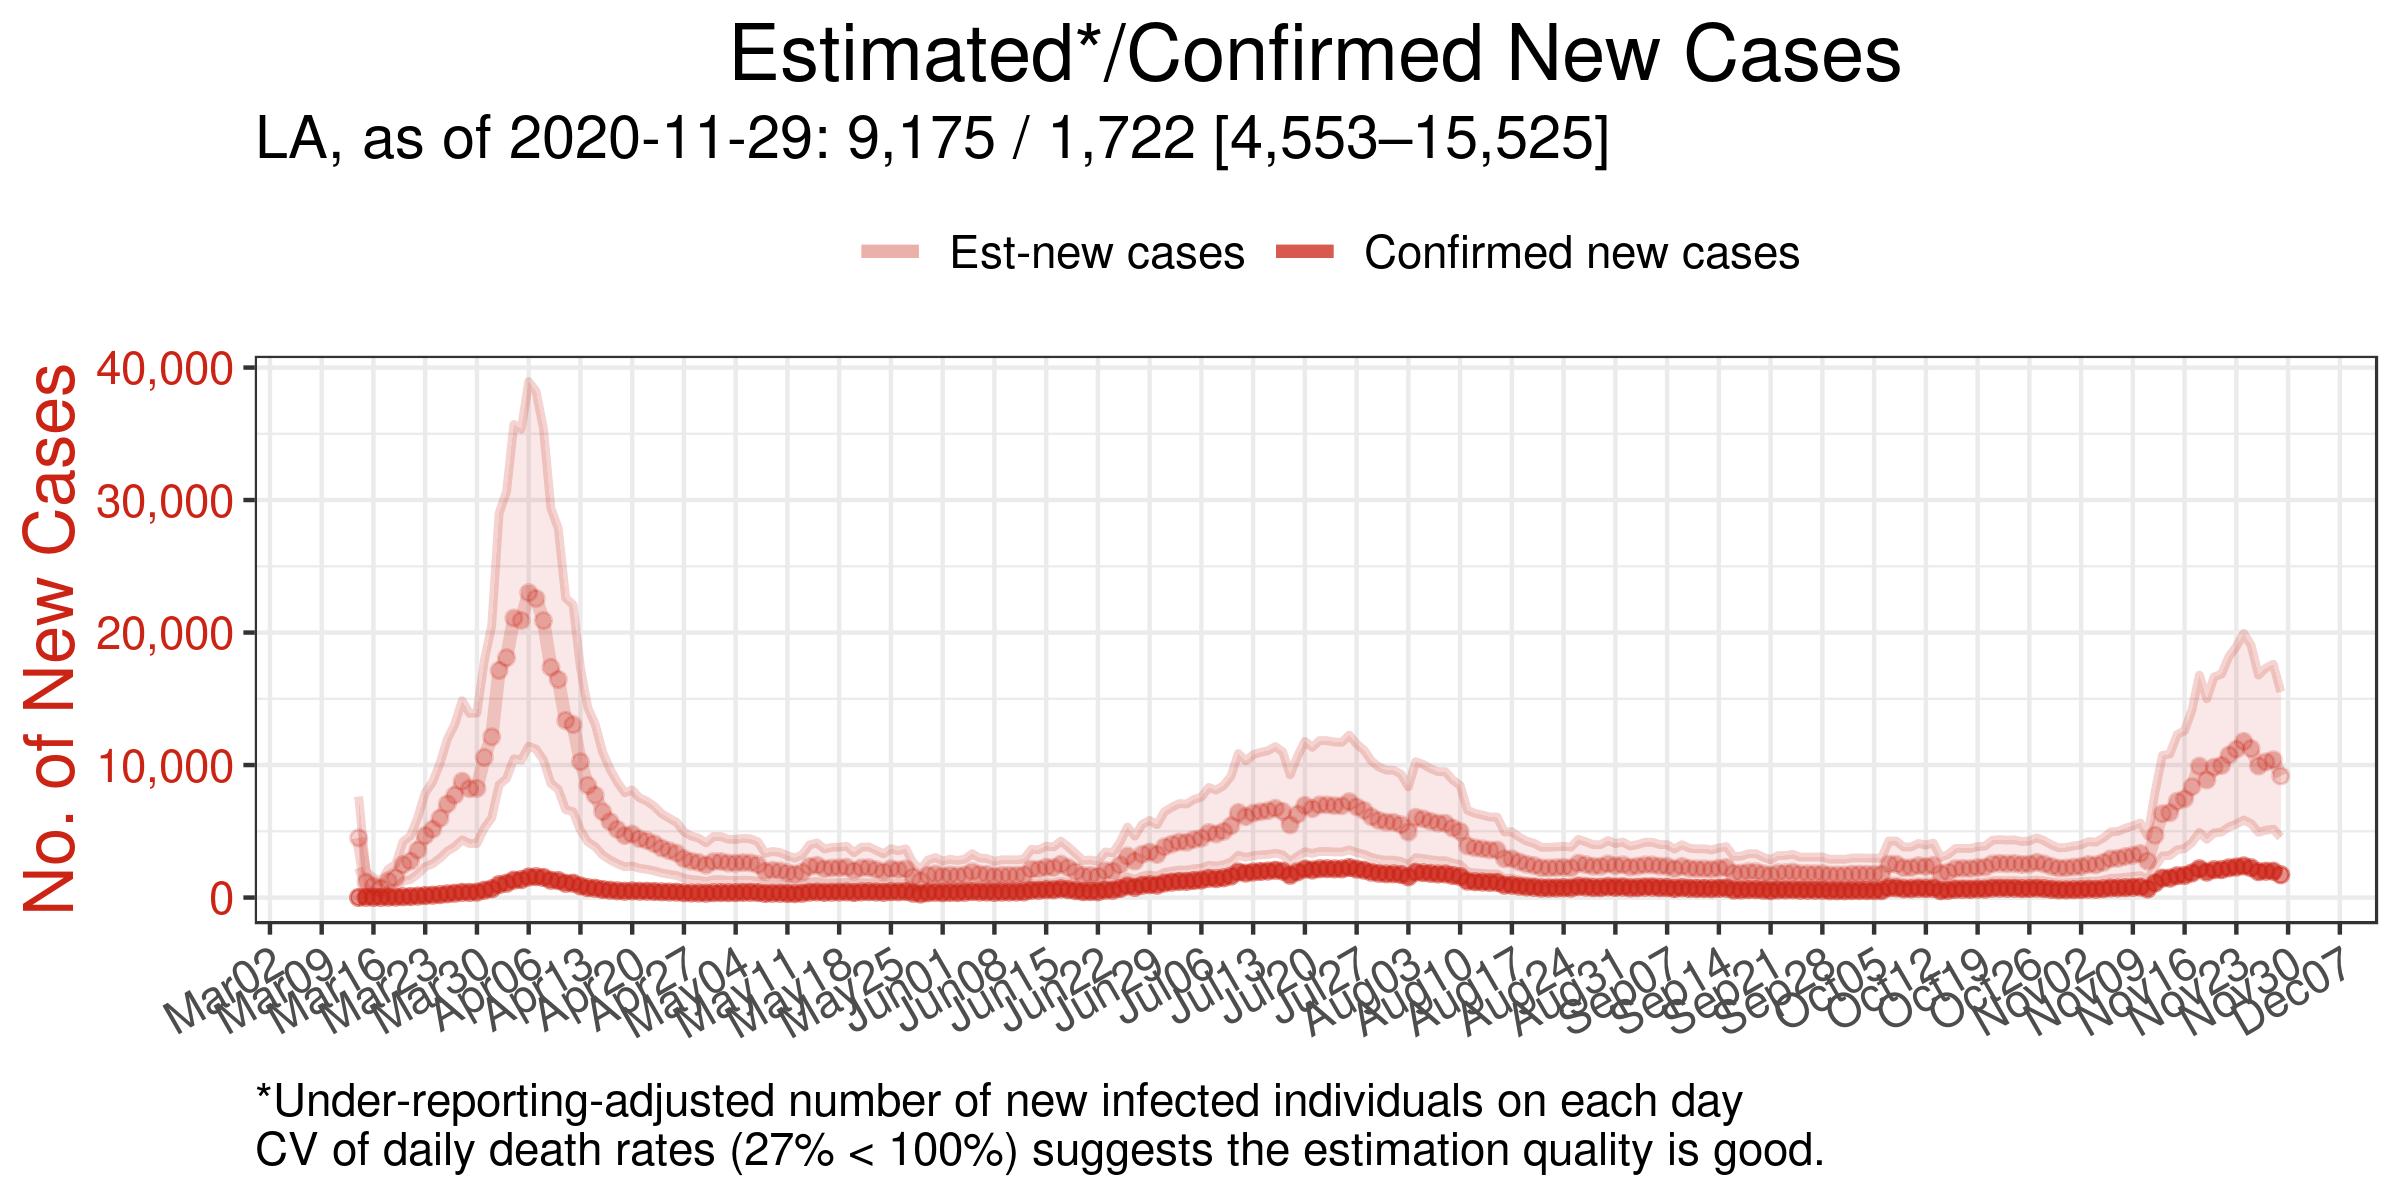 Estimated*/Confirmed New Cases
LA, as of 2020-11-29: 9,175 / 1,722 [4,553–15,525]
Est-new cases Confirmed new cases
No. of New Cases
40,000
30,000
20,000
10,000
0
Mar02 Mar09 Mar16 Mar23 Mar30 Apr06 Apr13 Apr20 Apr27 May04 May11 May18 May25 Jun01 Jun08 Jun15 Jun22 Jun29 Jul06 Jul13 Jul20 Jul27 Aug03 Aug10 Aug17 Aug24 Aug31 Sep07 Sep14 Sep21 Sep28 Oct05 Oct12 Oct19 Oct26 Nov02 Nov09 Nov16 Nov23 Nov30 Dec07
*Under-reporting-adjusted number of new infected individuals on each day
CV of daily death rates (27% < 100%) suggests the estimation quality is good.